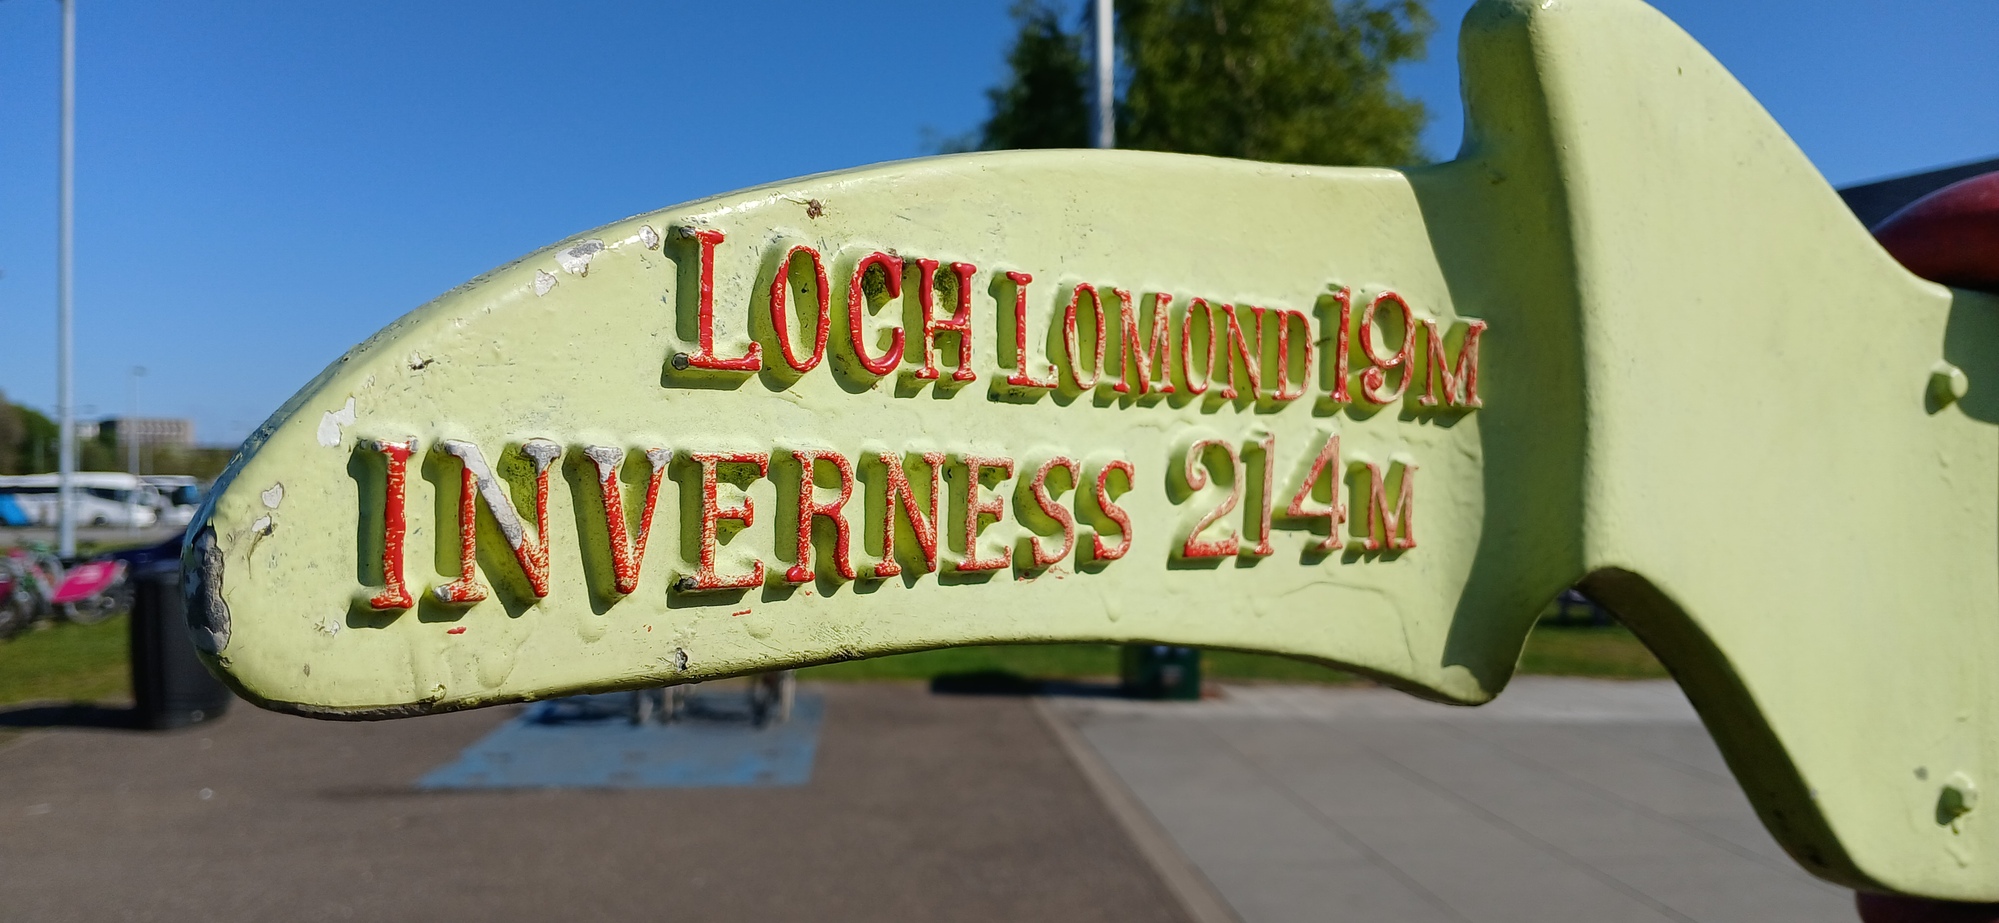 LOCH LOMOND 19M
INVERNESS 214M